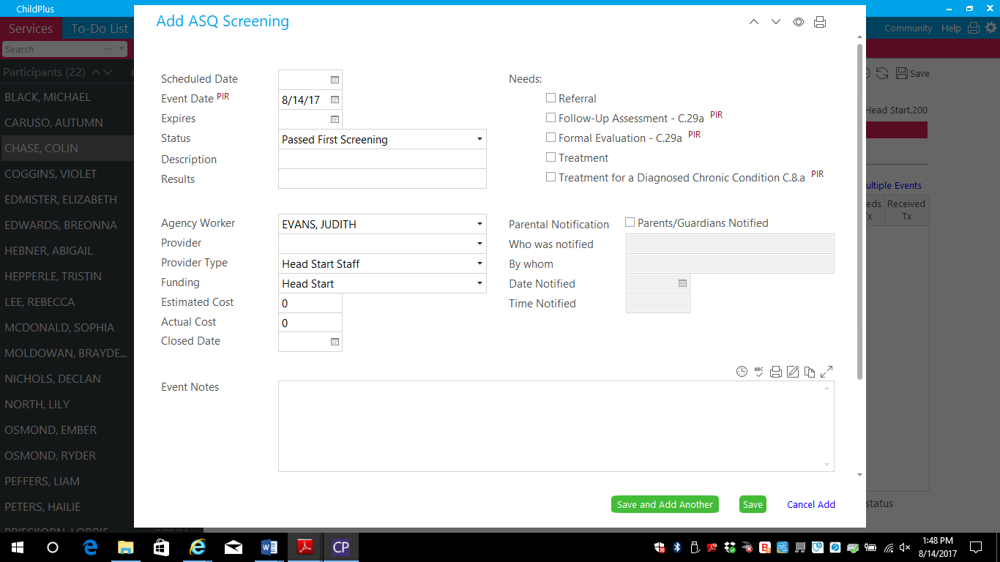 ChildPlus
Services
To-Do List
Community
Help
Search
Participants (22)
Save
BLACK, MICHAEL
CARUSO, AUTUMN
CHASE, COLIN
COGGINS, VIOLET
EDMISTER, ELIZABETH
EDWARDS, BREONNA
HEBNER, ABIGAIL
HEPPERLE, TRISTIN
LEE, REBECCA
MCDONALD, SOPHIA
MOLDOWAN, BRAYDE...
NICHOLS, DECLAN
NORTH, LILY
OSMOND, EMBER
OSMOND, RYDER
PEFFERS, LIAM
PETERS, HAILIE
Add ASQ Screening
Scheduled Date
Event Date PIR 8/14/17
Expires
Status Passed First Screening
Description
Results
Needs:
Referral
Follow-Up Assessment - C.29a PIR
Formal Evaluation - C.29a PIR
Treatment
Treatment for a Diagnosed Chronic Condition C.8.a PIR
Agency Worker EVANS, JUDITH
Provider
Provider Type Head Start Staff
Funding Head Start
Estimated Cost 0
Actual Cost 0
Closed Date
Parental Notification Parents/Guardians Notified
Who was notified
By whom
Date Notified
Time Notified
ABC
Event Notes
Save and Add Another
Save
Cancel Add
Head Start.200
ultiple Events
eds Received
Tx Tx
status
CP
1:48 PM
8/14/2017